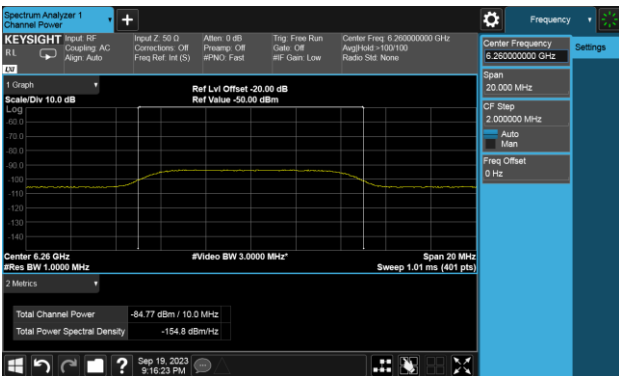 Spectrum Analyzer 1
Channel Power
Frequency
KEYSIGHT
Input: RF
Coupling: AC
Align: Auto
Input Z: 50 Ω
Corrections: Off
Freq Ref: Int (S)
Atten: 0 dB
Preamp: Off
#PNO: Fast
Trig: Free Run
Gate: Off
#IF Gain: Low
Center Freq: 6.260000000 GHz
Avg|Hold:>100/100
Radio Std: None
RL
LXI
Center Frequency
6.260000000 GHz
Settings
Span
20.000 MHz
CF Step
2.000000 MHz
Auto
Man
Freq Offset
0 Hz
1 Graph
Scale/Div 10.0 dB
Ref Lvl Offset -20.00 dB
Ref Value -50.00 dBm
Log
-60.0
-70.0
-80.0
-90.0
-100
-110
-120
-130
-140
Center 6.26 GHz
#Res BW 1.0000 MHz
#Video BW 3.0000 MHz*
Span 20 MHz
Sweep 1.01 ms (401 pts)
2 Metrics
Total Channel Power -84.77 dBm / 10.0 MHz
Total Power Spectral Density -154.8 dBm/Hz
?
Sep 19, 2023
9:16:23 PM